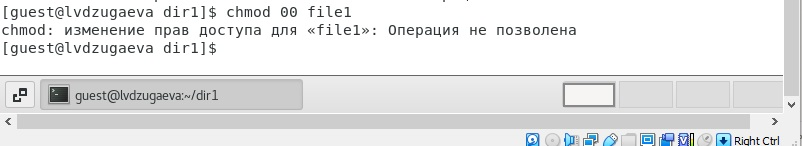 [guest@lvdzugaeva dir1]$ chmod 00 file1
chmod: изменение прав доступа для «file1»: Операция не позволена
[guest@lvdzugaeva dir1]$
guest@lvdzugaeva:~/dir1
Right Ctrl